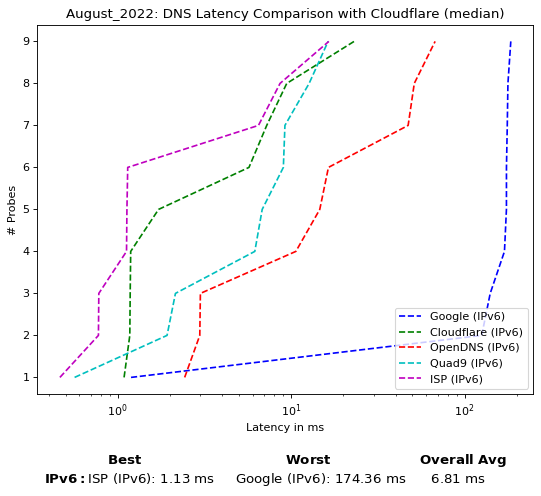 August_2022: DNS Latency Comparison with Cloudflare (median)
9
8
7
6
5
4
3
2
1
# Probes
Google (IPv6)
Cloudflare (IPv6)
OpenDNS (IPv6)
Quad9 (IPv6)
ISP (IPv6)
10⁰ 10¹ 10²
Latency in ms
Best Worst Overall Avg
IPv6: ISP (IPv6): 1.13 ms Google (IPv6): 174.36 ms 6.81 ms